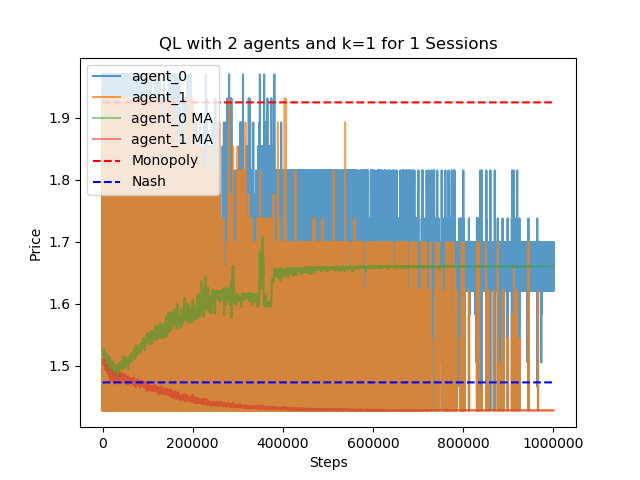 QL with 2 agents and k=1 for 1 Sessions
agent_0
agent_1
agent_0 MA
agent_1 MA
Monopoly
Nash
Price
1.9
1.8
1.7
1.6
1.5
0
200000
400000
600000
800000
1000000
Steps